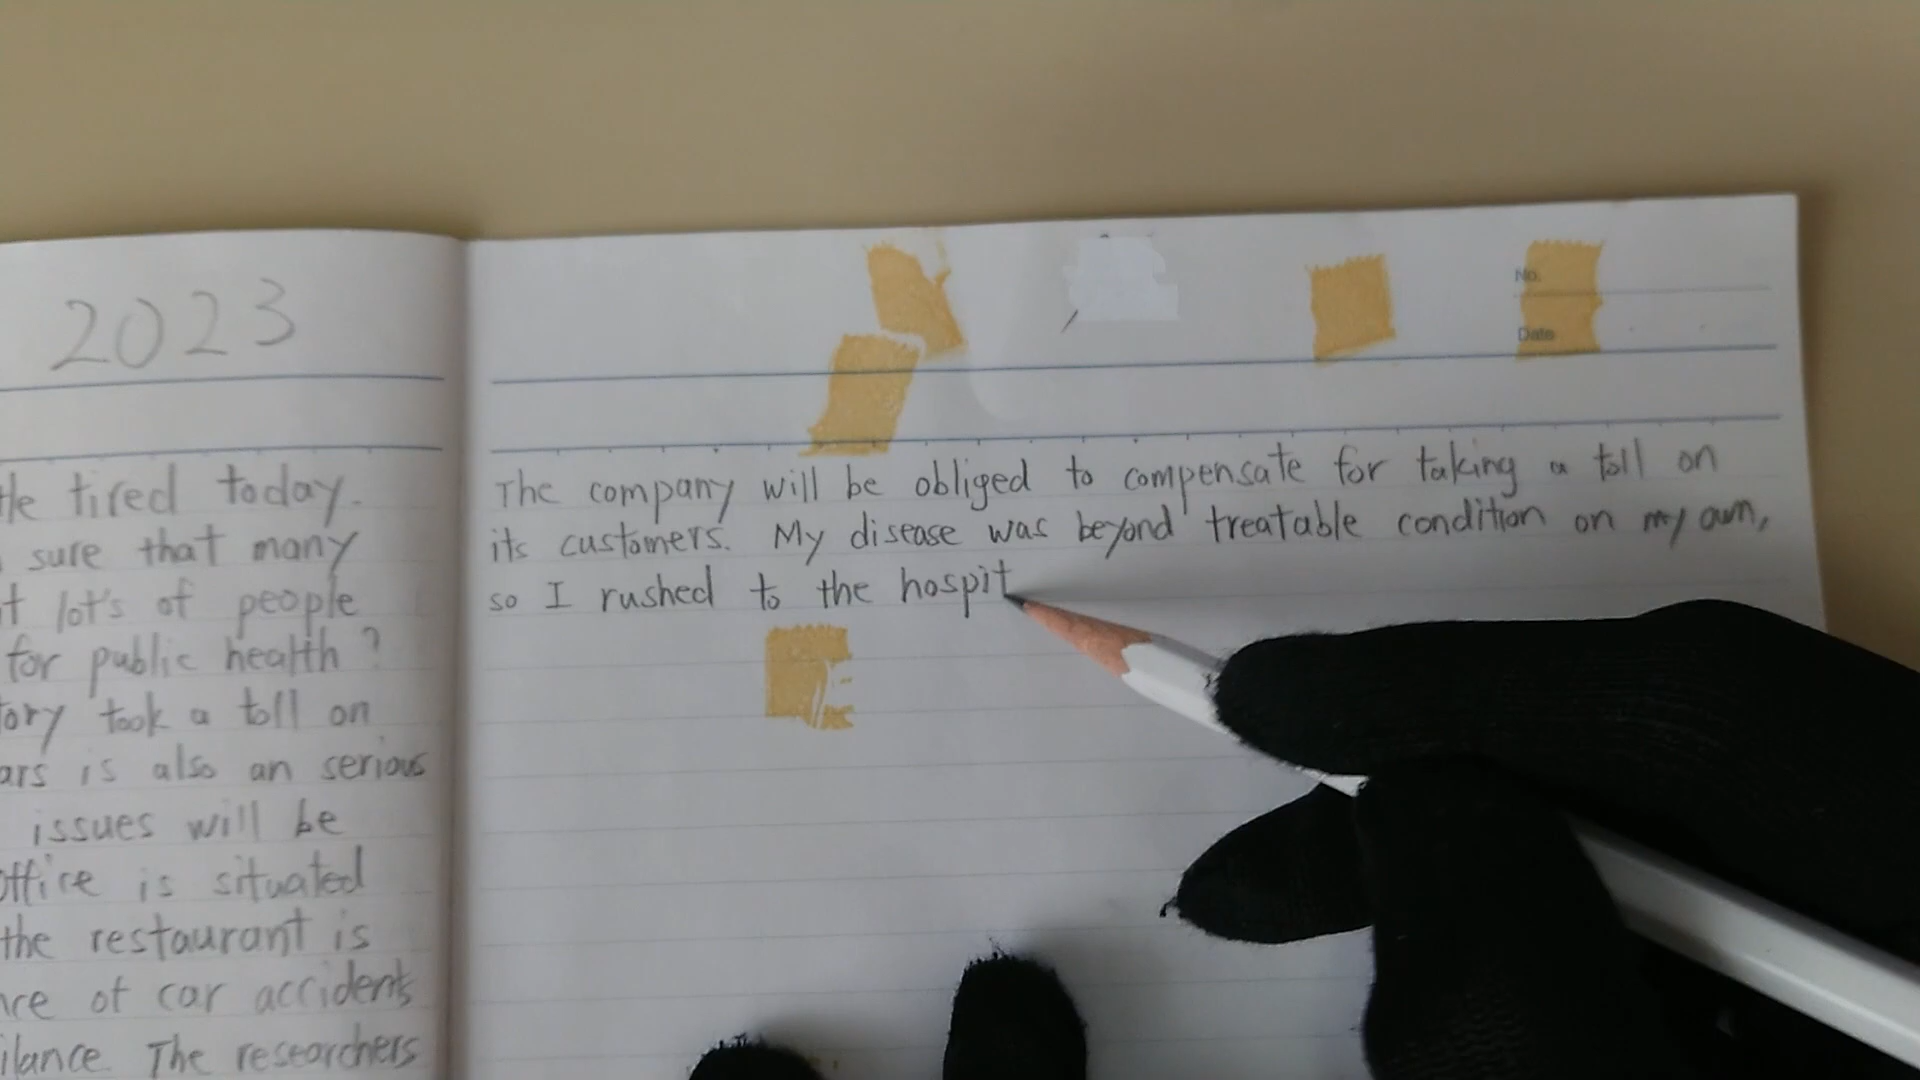 2023
tle tired today.
sure that many
t lot's of people
for public health?
tory took a toll on
ars is also an serious
issues will be
office is situated
the restaurant is
nce of car accidents
ilance. The researchers
No.
Date
The company will be obliged to compensate for taking a toll on
its customers. My disease was beyond treatable condition on my own,
so I rushed to the hospit